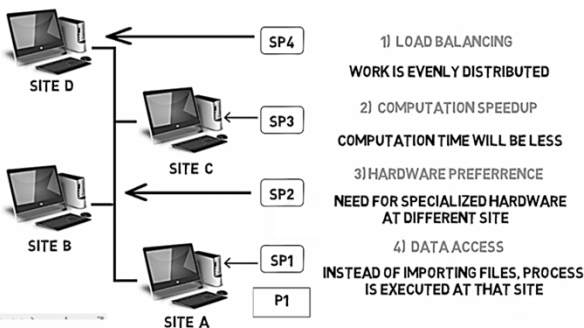 SP4
SITE D
SP3
SITE C
SP2
SITE B
SP1
P1
SITE A
1) LOAD BALANCING
WORK IS EVENLY DISTRIBUTED
2) COMPUTATION SPEEDUP
COMPUTATION TIME WILL BE LESS
3) HARDWARE PREFERRENCE
NEED FOR SPECIALIZED HARDWARE
AT DIFFERENT SITE
4) DATA ACCESS
INSTEAD OF IMPORTING FILES, PROCESS
IS EXECUTED AT THAT SITE